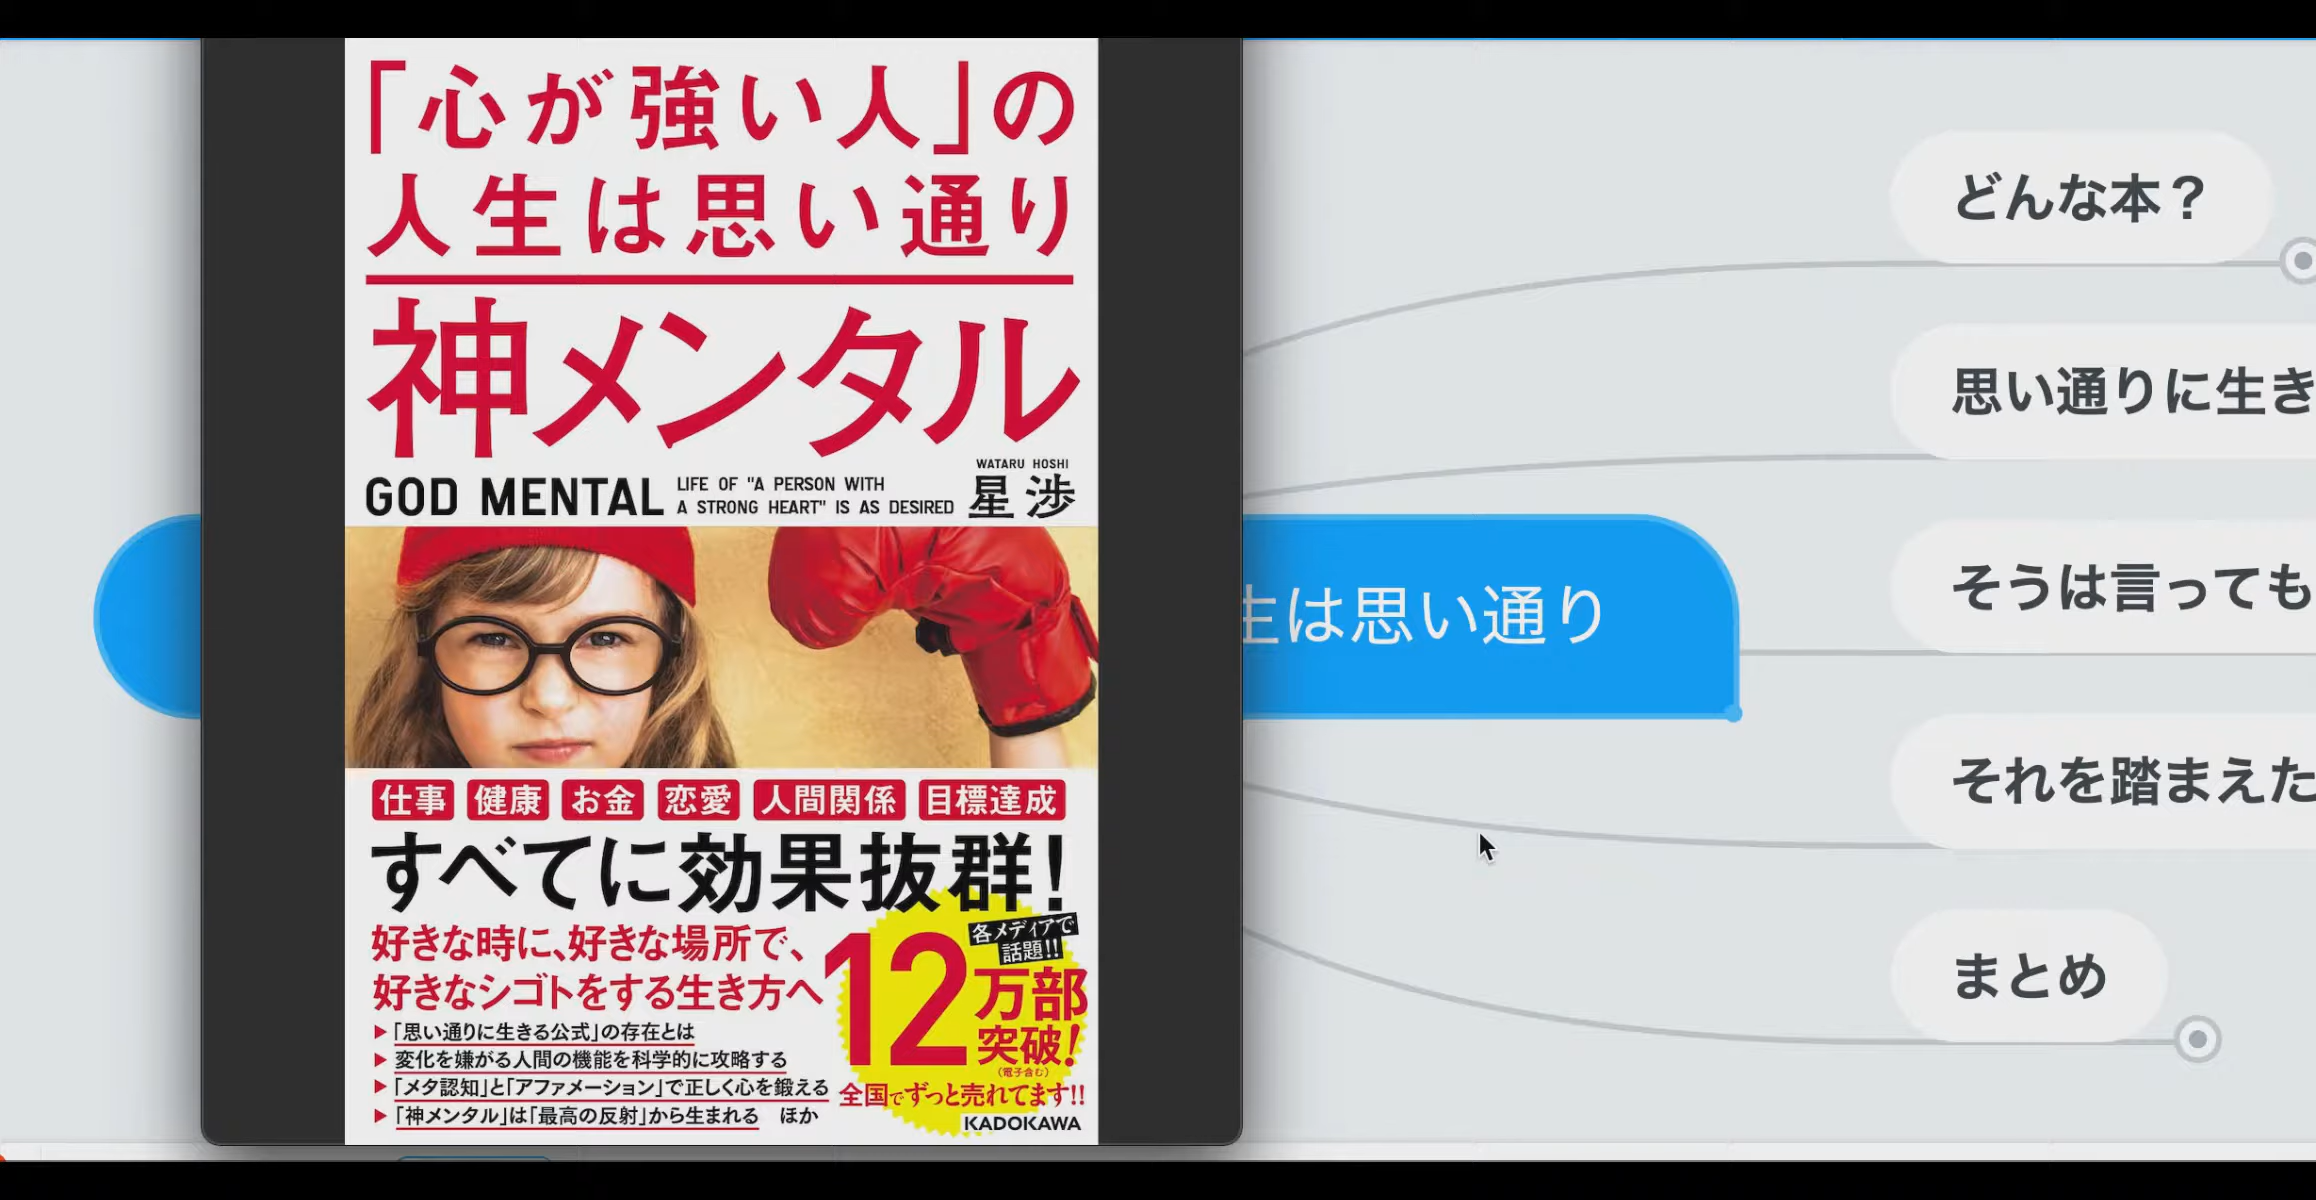 「心が強い人」の
人生は思い通り
神メンタル
GOD MENTAL
LIFE OF "A PERSON WITH
A STRONG HEART" IS AS DESIRED
WATARU HOSHI
星 渉
仕事 健康 お金 恋愛 人間関係 目標達成
すべてに効果抜群!
好きな時に、好きな場所で、
好きなシゴトをする生き方へ
▶「思い通りに生きる公式」の存在とは
▶変化を嫌がる人間の機能を科学的に攻略する
▶「メタ認知」と「アファメーション」で正しく心を鍛える
▶「神メンタル」は「最高の反射」から生まれる ほか
各メディアで
話題!!
12万部
突破!
(電子含む)
全国でずっと売れてます!!
KADOKAWA
生は思い通り
どんな本？
思い通りに生き
そうは言っても
それを踏まえた
まとめ